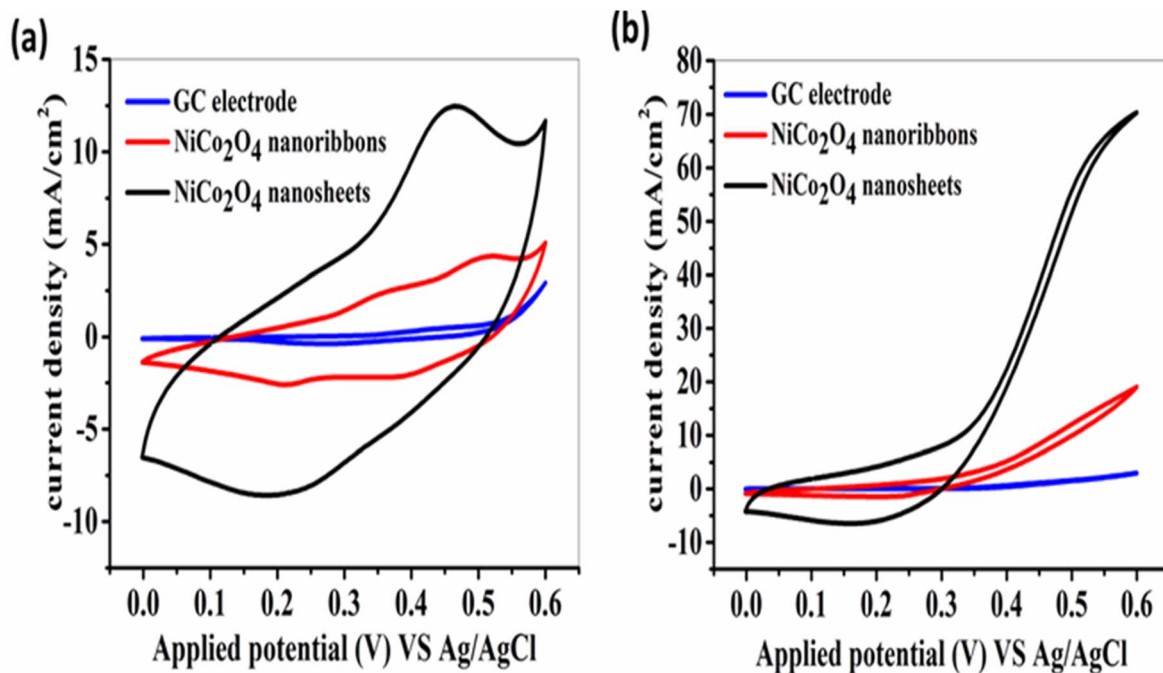 (a)
15
10
5
0
-5
-10
current density (mA/cm²)
GC electrode
NiCo₂O₄ nanoribbons
NiCo₂O₄ nanosheets
0.0 0.1 0.2 0.3 0.4 0.5 0.6
Applied potential (V) VS Ag/AgCl
(b)
80
70
60
50
40
30
20
10
0
-10
current density (mA/cm²)
GC electrode
NiCo₂O₄ nanoribbons
NiCo₂O₄ nanosheets
0.0 0.1 0.2 0.3 0.4 0.5 0.6
Applied potential (V) VS Ag/AgCl